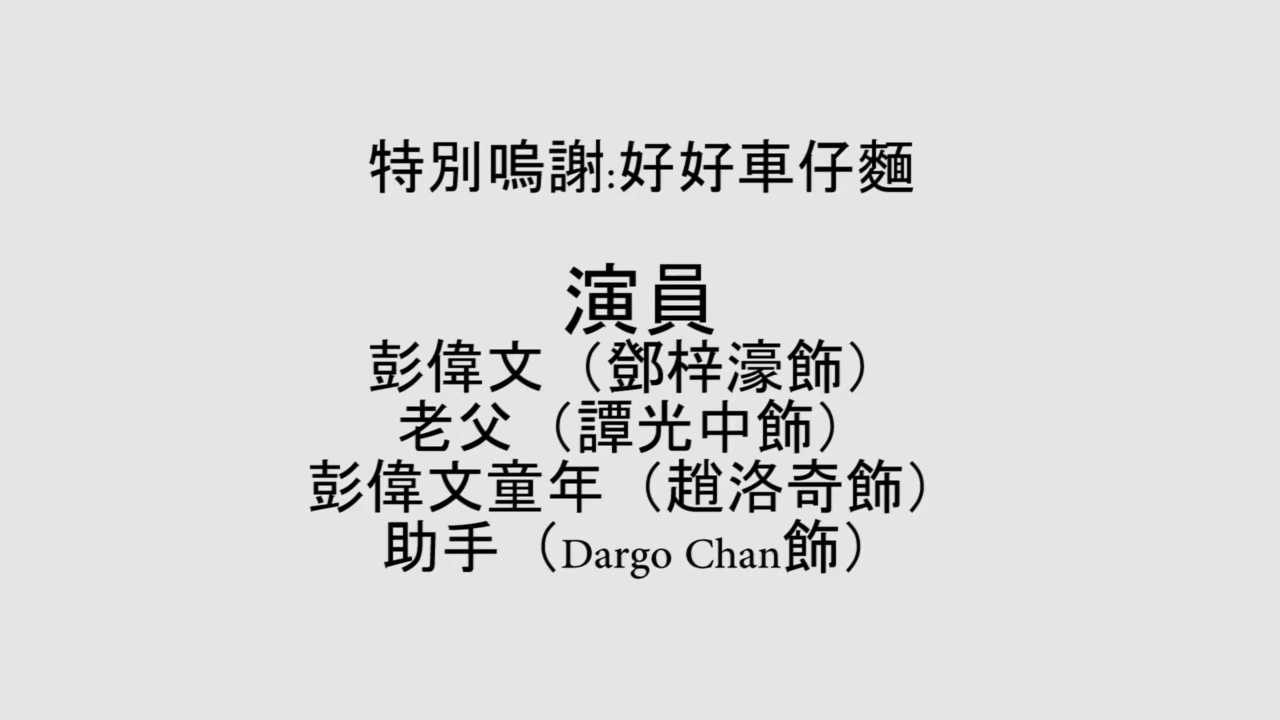 特別嗚謝:好好車仔麵
演員
彭偉文（鄧梓濠飾）
老父（譚光中飾）
彭偉文童年（趙洛奇飾）
助手（Dargo Chan飾）